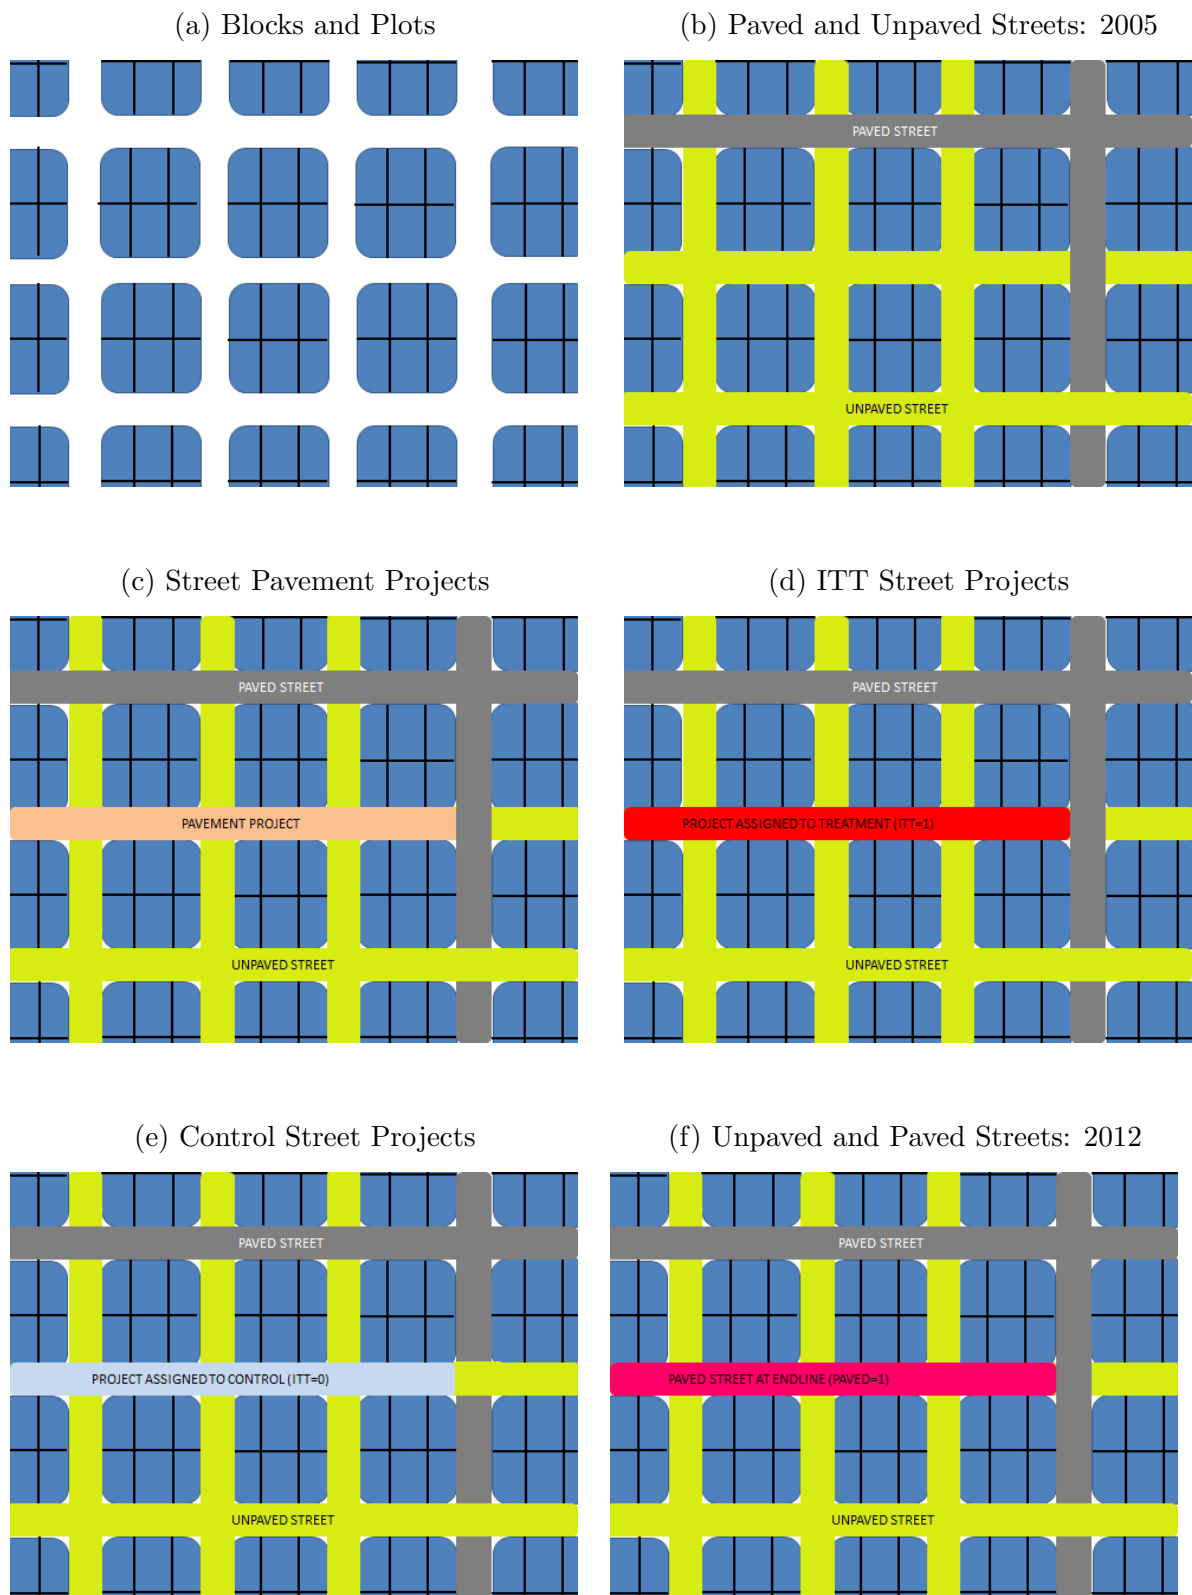 (a) Blocks and Plots
(b) Paved and Unpaved Streets: 2005
PAVED STREET
UNPAVED STREET
(c) Street Pavement Projects
(d) ITT Street Projects
PAVED STREET
PAVED STREET
PAVEMENT PROJECT
PROJECT ASSIGNED TO TREATMENT (ITT=1)
UNPAVED STREET
UNPAVED STREET
(e) Control Street Projects
(f) Unpaved and Paved Streets: 2012
PAVED STREET
PAVED STREET
PROJECT ASSIGNED TO CONTROL (ITT=0)
PAVED STREET AT ENDLINE (PAVED=1)
UNPAVED STREET
UNPAVED STREET